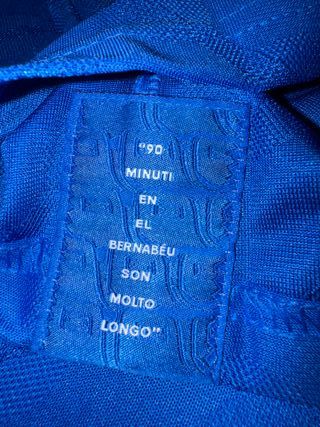 "90
MINUTI
EN
EL
BERNABÉU
SON
MOLTO
LONGO"